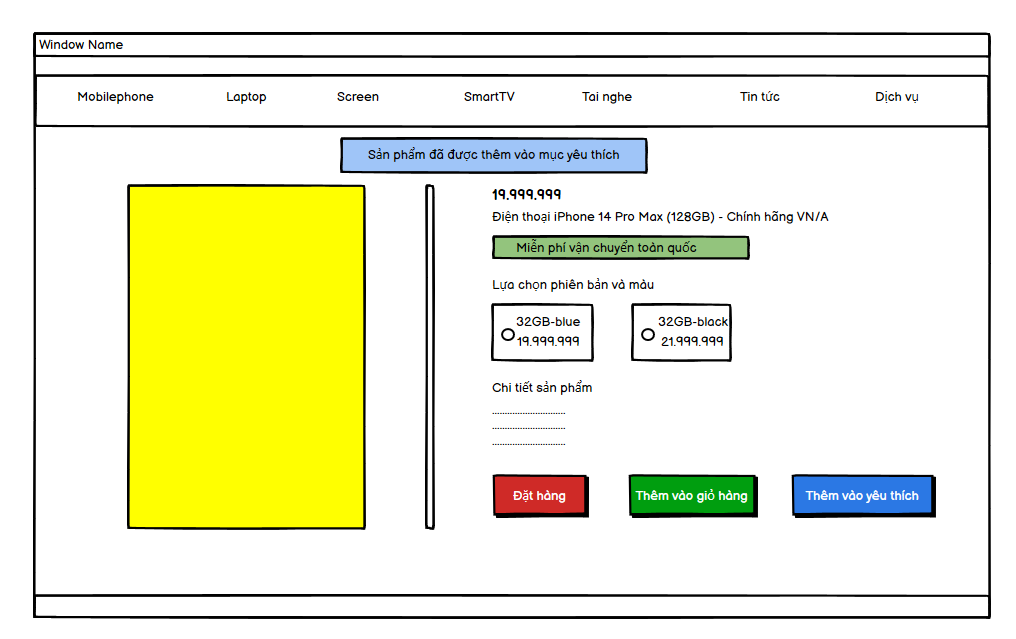 Window Name
Mobilephone Laptop Screen SmartTV Tai nghe Tin tức Dịch vụ
Sản phẩm đã được thêm vào mục yêu thích
19.999.999
Điện thoại iPhone 14 Pro Max (128GB) - Chính hãng VN/A
Miễn phí vận chuyển toàn quốc
Lựa chọn phiên bản và màu
32GB-blue 32GB-black
19.999.999 21.999.999
Chi tiết sản phẩm
..............................
..............................
..............................
Đặt hàng Thêm vào giỏ hàng Thêm vào yêu thích